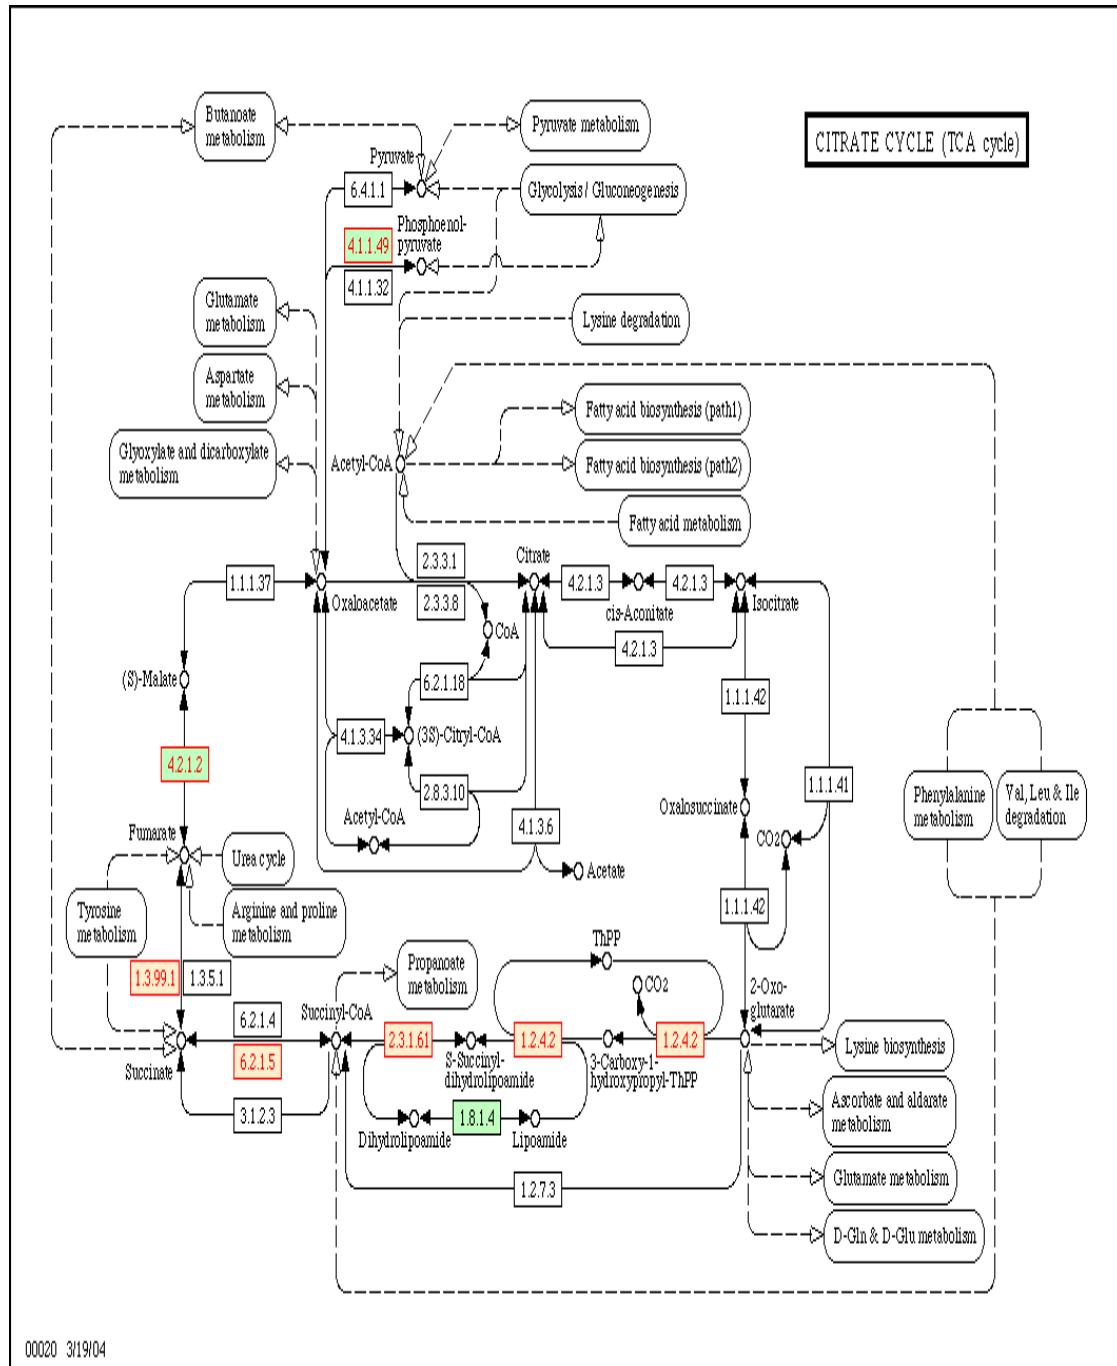 Butanoate
metabolism
Pyruvate metabolism
CITRATE CYCLE (TCA cycle)
Pyruvate
6.4.1.1
Glycolysis / Gluconeogenesis
Phosphoenol-
pyruvate
4.1.1.49
4.1.1.32
Glutamate
metabolism
Lysine degradation
Aspartate
metabolism
Fatty acid biosynthesis (path1)
Glyoxylate and dicarboxylate
metabolism
Acetyl-CoA
Fatty acid biosynthesis (path2)
Fatty acid metabolism
2.3.3.1
Citrate
1.1.1.37
4.2.1.3
4.2.1.3
Oxaloacetate
2.3.3.8
cis-Aconitate
Isocitrate
CoA
4.2.1.3
(S)-Malate
6.2.1.18
1.1.1.42
4.1.3.34
(3S)-Citryl-CoA
4.2.1.2
2.8.3.10
1.1.1.41
Phenylalanine
metabolism
Val, Leu & Ile
degradation
Oxalosuccinate
Acetyl-CoA
4.1.3.6
Fumarate
CO2
Urea cycle
Acetate
Tyrosine
metabolism
Arginine and proline
metabolism
1.1.1.42
ThPP
Propanoate
metabolism
1.3.99.1
1.3.5.1
CO2
2-Oxo-
glutarate
Succinyl-CoA
6.2.1.4
2.3.1.61
1.2.4.2
1.2.4.2
Lysine biosynthesis
Succinate
6.2.1.5
S-Succinyl-
dihydrolipoamide
3-Carboxy-1-
hydroxypropyl-ThPP
3.1.2.3
1.8.1.4
Ascorbate and aldarate
metabolism
Dihydrolipoamide
Lipoamide
1.2.7.3
Glutamate metabolism
D-Gln & D-Glu metabolism
00020 3/19/04